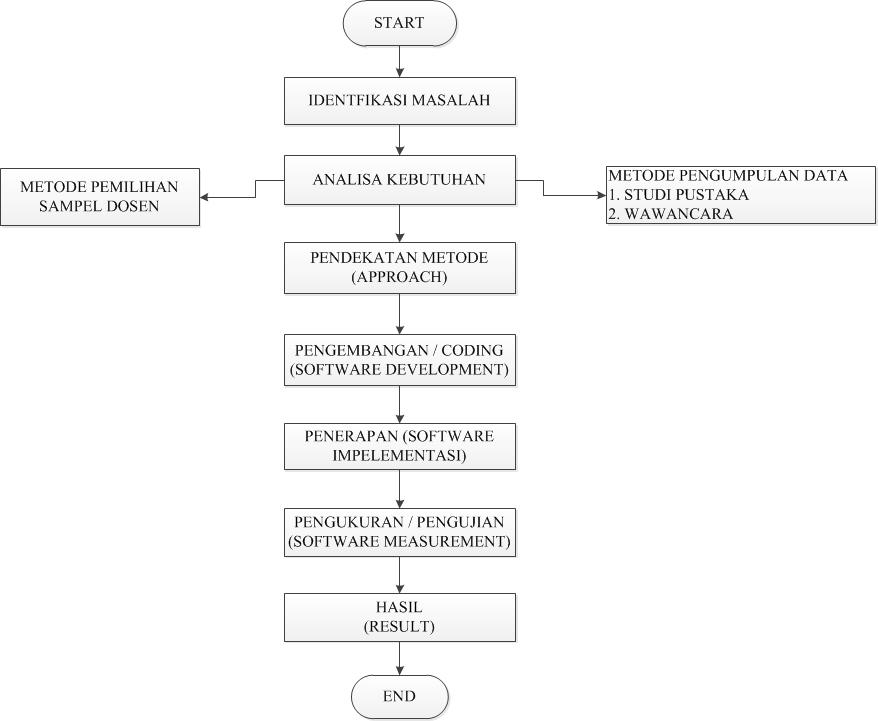 START
IDENTFIKASI MASALAH
ANALISA KEBUTUHAN
METODE PEMILIHAN
SAMPEL DOSEN
METODE PENGUMPULAN DATA
1. STUDI PUSTAKA
2. WAWANCARA
PENDEKATAN METODE
(APPROACH)
PENGEMBANGAN / CODING
(SOFTWARE DEVELOPMENT)
PENERAPAN (SOFTWARE
IMPELEMENTASI)
PENGUKURAN / PENGUJIAN
(SOFTWARE MEASUREMENT)
HASIL
(RESULT)
END